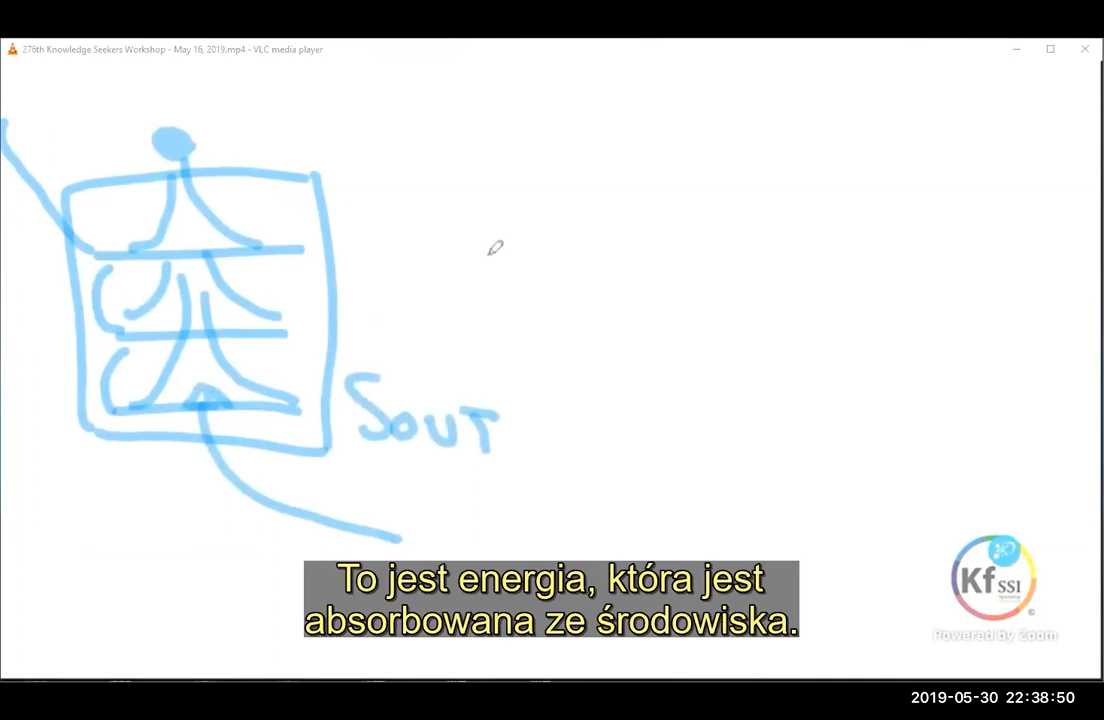 276th Knowledge Seekers Workshop - May 16, 2019.mp4 - VLC media player
SOUT
To jest energia, która jest
absorbowana ze środowiska.
Kf SSI
Powered by Zoom
2019-05-30 22:38:50